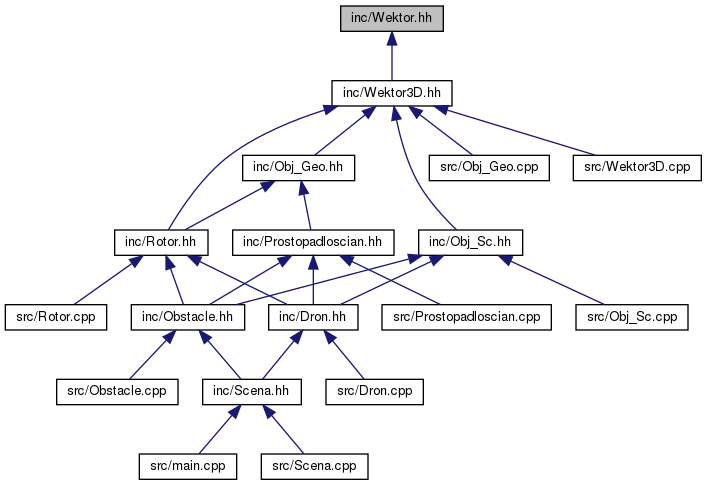 inc/Wektor.hh
inc/Wektor3D.hh
inc/Obj_Geo.hh
src/Obj_Geo.cpp
src/Wektor3D.cpp
inc/Rotor.hh
inc/Prostopadloscian.hh
inc/Obj_Sc.hh
src/Rotor.cpp
inc/Obstacle.hh
inc/Dron.hh
src/Prostopadloscian.cpp
src/Obj_Sc.cpp
src/Obstacle.cpp
inc/Scena.hh
src/Dron.cpp
src/main.cpp
src/Scena.cpp